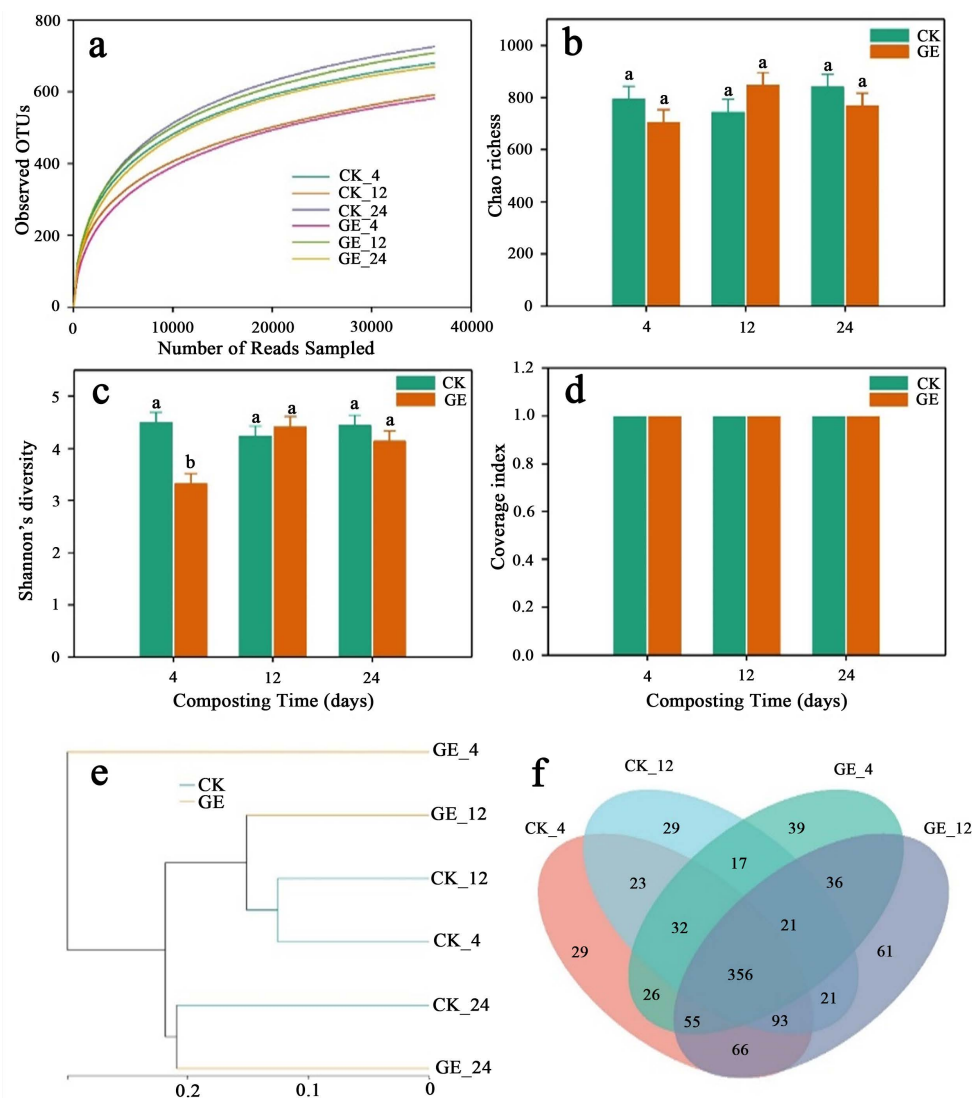 a
800
600
400
200
0
Observed OTUs
CK_4
CK_12
CK_24
GE_4
GE_12
GE_24
0 10000 20000 30000 40000
Number of Reads Sampled
b
CK
GE
1000
800
600
400
200
0
Chao richess
a a a a a a
4 12 24
c
CK
GE
5
4
3
2
1
0
Shannon's diversity
a b a a a a
4 12 24
Composting Time (days)
d
CK
GE
1.2
1.0
0.8
0.6
0.4
0.2
0.0
Coverage index
4 12 24
Composting Time (days)
e
CK
GE
GE_4
GE_12
CK_12
CK_4
CK_24
GE_24
0.2 0.1 0
f
CK_12
GE_4
CK_4
GE_12
29 39
17
23 36
32 21
29 61
356
26 21
55 93
66